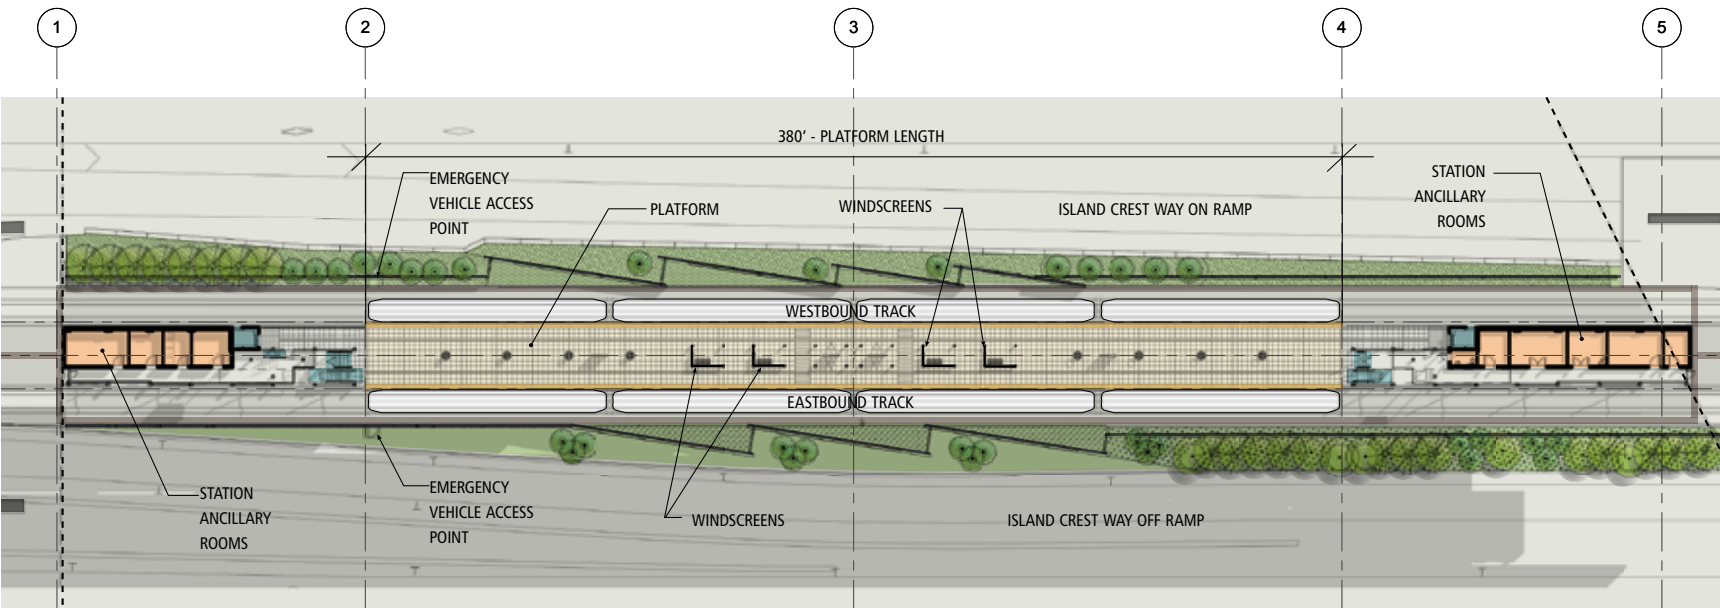 1
2
3
4
5
380' - PLATFORM LENGTH
EMERGENCY
VEHICLE ACCESS
POINT
PLATFORM
WINDSCREENS
ISLAND CREST WAY ON RAMP
STATION
ANCILLARY
ROOMS
WESTBOUND TRACK
EASTBOUND TRACK
STATION
ANCILLARY
ROOMS
EMERGENCY
VEHICLE ACCESS
POINT
WINDSCREENS
ISLAND CREST WAY OFF RAMP